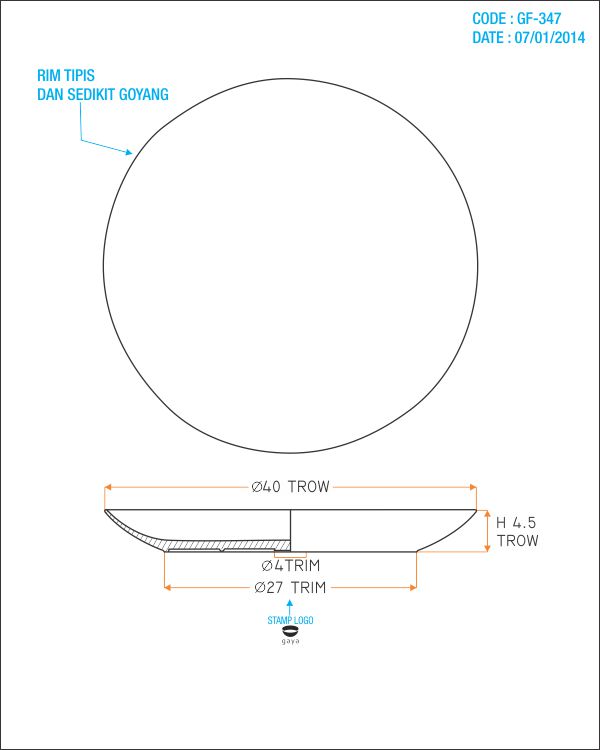 CODE : GF-347
DATE : 07/01/2014
RIM TIPIS
DAN SEDIKIT GOYANG
Ø40 TROW
H 4.5
TROW
Ø4TRIM
Ø27 TRIM
STAMP LOGO
gaya